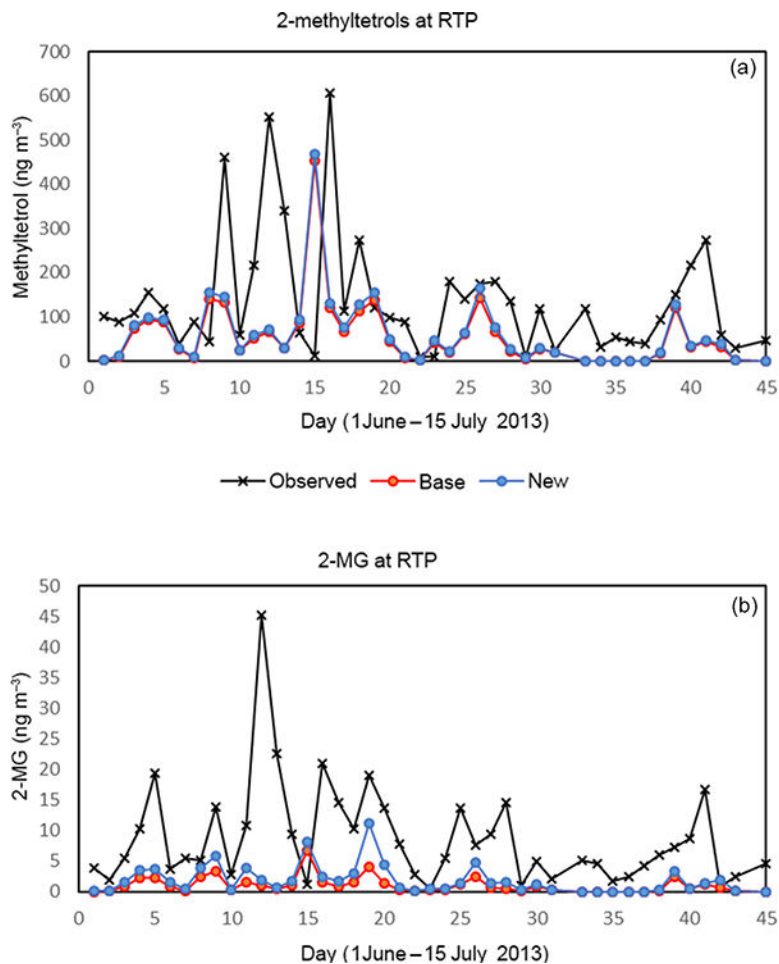 2-methyltetrols at RTP
(a)
Methyltetrol (ng m⁻³)
700
600
500
400
300
200
100
0
0 5 10 15 20 25 30 35 40 45
Day (1June – 15 July 2013)
Observed Base New
2-MG at RTP
(b)
2-MG (ng m⁻³)
50
45
40
35
30
25
20
15
10
5
0
0 5 10 15 20 25 30 35 40 45
Day (1June – 15 July 2013)